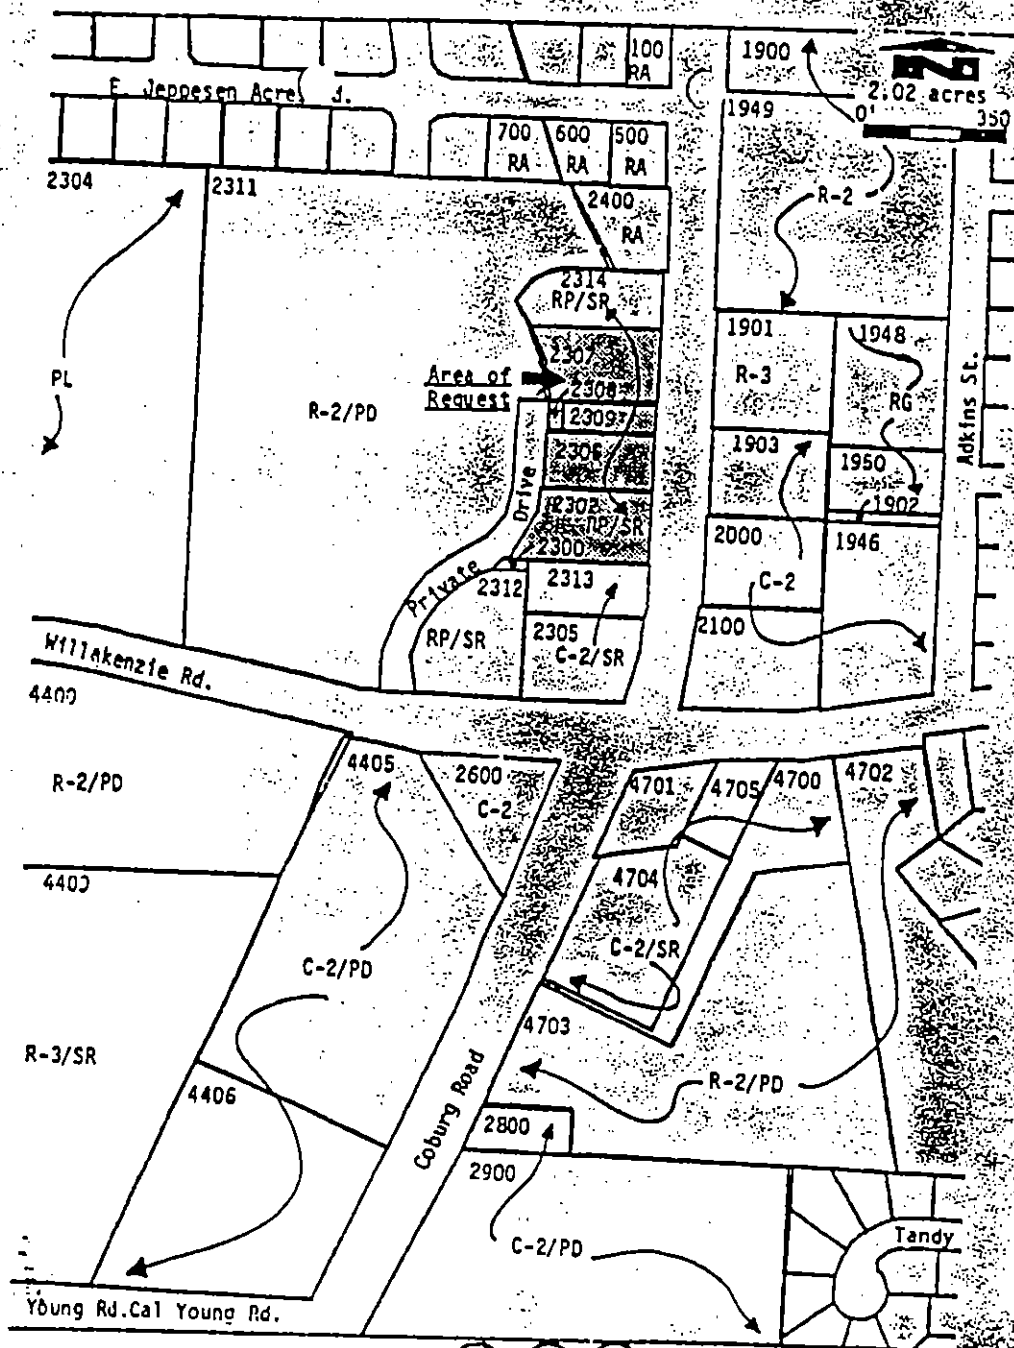 100
RA
1900
N
2.02 acres
0' 350
E. Jeppesen Acre
d.
1949
700
RA
600
RA
500
RA
2304
2311
2400
RA
R-2
2314
RP/SR
1901
R-3
1948
RG
PL
2307
Area of
Request
2308
2309
R-2/PD
2306
1903
1950
1902
Adkins St.
Drive
2302
RP/SR
2300
2000
1946
Private
2312
2313
C-2
RP/SR
2305
C-2/SR
2100
Willakenzie Rd.
4400
4405
2600
C-2
4701
4705
4700
4702
R-2/PD
4400
4704
C-2/PD
C-2/SR
4703
R-3/SR
R-2/PD
4406
Coburg Road
2800
2900
C-2/PD
Tandy
Young Rd.Cal Young Rd.